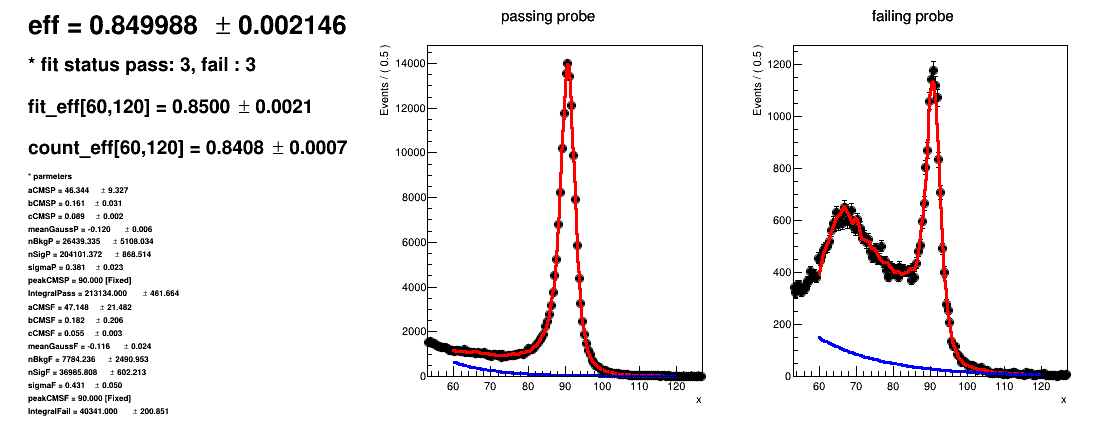 eff = 0.849988 ± 0.002146
* fit status pass: 3, fail : 3
fit_eff[60,120] = 0.8500 ± 0.0021
count_eff[60,120] = 0.8408 ± 0.0007
* parmeters
aCMSP = 46.344 ± 9.327
bCMSP = 0.161 ± 0.031
cCMSP = 0.089 ± 0.002
meanGaussP = -0.120 ± 0.006
nBkgP = 26439.335 ± 5108.034
nSigP = 204101.372 ± 868.514
sigmaP = 0.381 ± 0.023
peakCMSP = 90.000 [Fixed]
IntegralPass = 213134.000 ± 461.664
aCMSF = 47.148 ± 21.482
bCMSF = 0.182 ± 0.206
cCMSF = 0.055 ± 0.003
meanGaussF = -0.116 ± 0.024
nBkgF = 7784.236 ± 2490.953
nSigF = 36985.808 ± 602.213
sigmaF = 0.431 ± 0.050
peakCMSF = 90.000 [Fixed]
IntegralFail = 40341.000 ± 200.851
passing probe
Events / ( 0.5 )
14000
12000
10000
8000
6000
4000
2000
0
60 70 80 90 100 110 120
x
failing probe
Events / ( 0.5 )
1200
1000
800
600
400
200
0
60 70 80 90 100 110 120
x